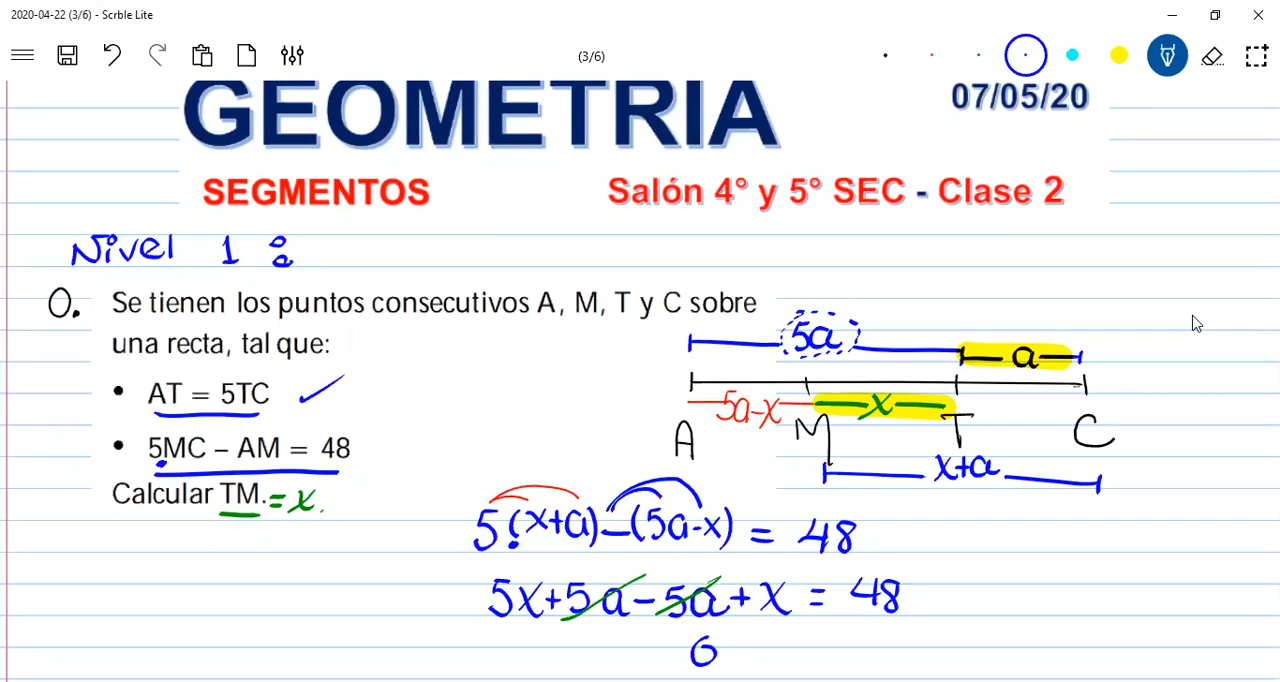 2020-04-22 (3/6) - Scrble Lite
(3/6)
GEOMETRIA
07/05/20
SEGMENTOS
Salón 4° y 5° SEC - Clase 2
Nivel 1 :
0. Se tienen los puntos consecutivos A, M, T y C sobre
una recta, tal que:
• AT = 5TC ✓
• 5MC – AM = 48
Calcular TM. = x.
5a
a
5a-x
x
A M T C
x+a
5(x+a)-(5a-x) = 48
5x+5a-5a+x = 48
6